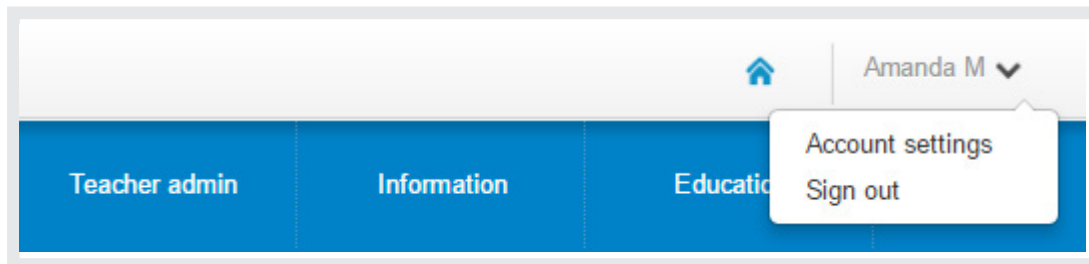 Amanda M
Account settings
Teacher admin Information
Sign out